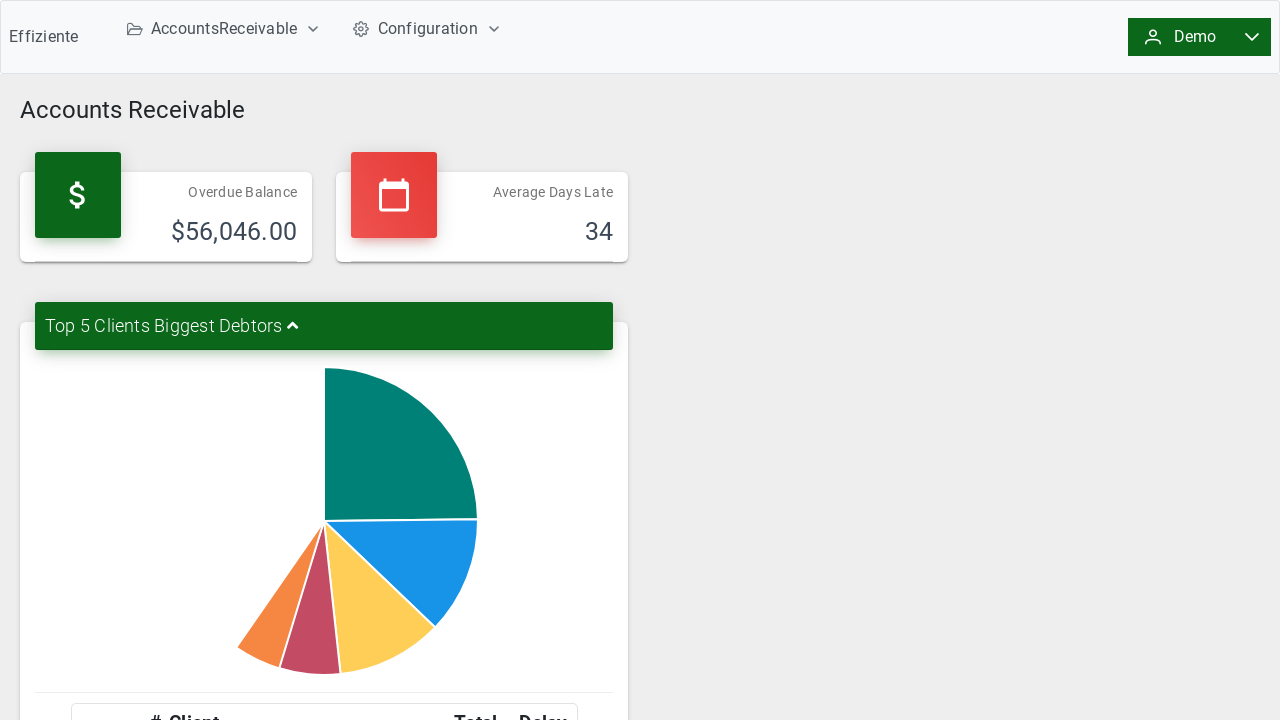 Effiziente
AccountsReceivable
Configuration
Demo
Accounts Receivable
Overdue Balance
$56,046.00
Average Days Late
34
Top 5 Clients Biggest Debtors
# Client Total Delay